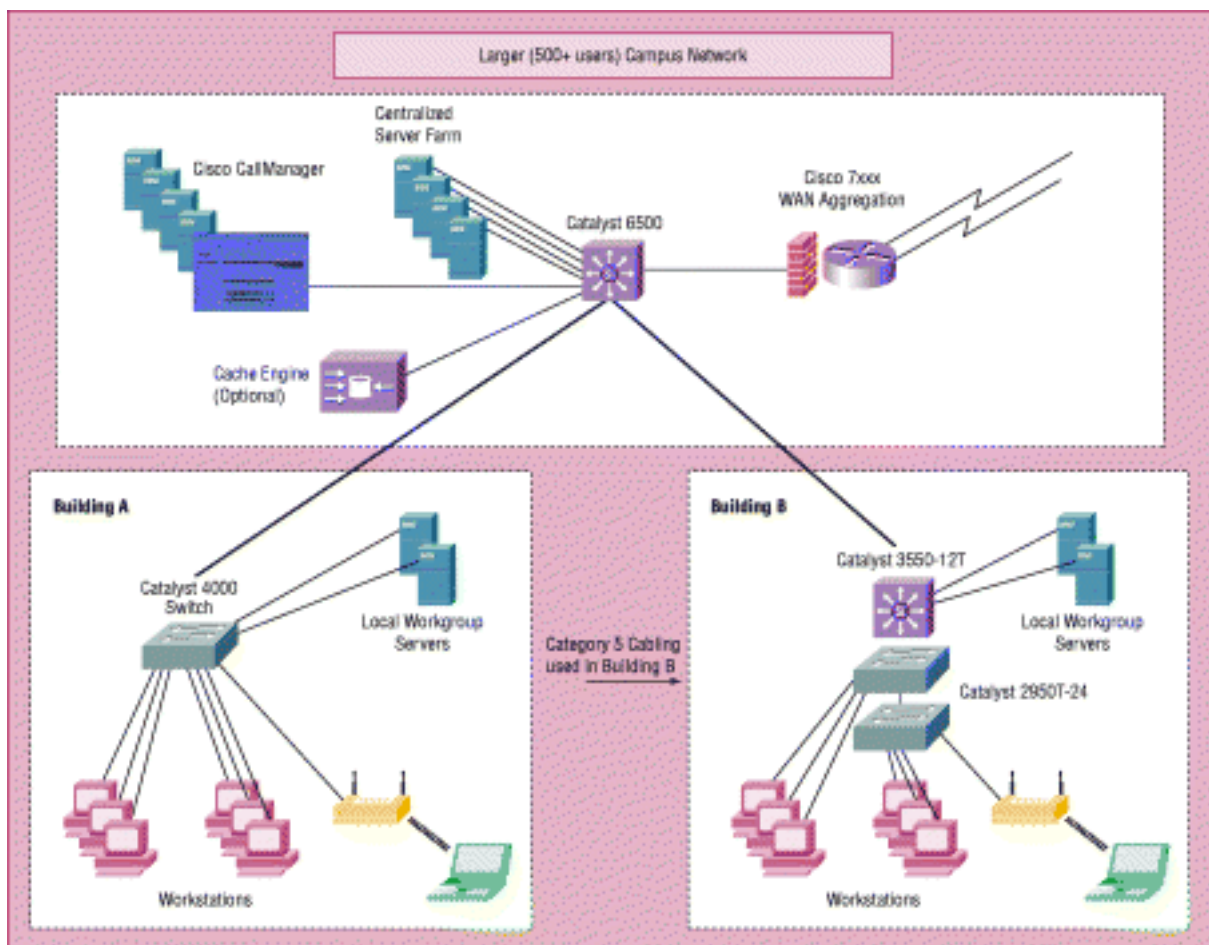 Larger (500+ users) Campus Network
Centralized
Server Farm
Cisco CallManager
Catalyst 6500
Cisco 7xxx
WAN Aggregation
Cache Engine
(Optional)
Building A
Catalyst 4000
Switch
Local Workgroup
Servers
Workstations
Category 5 Cabling
used in Building B
Building B
Catalyst 3550-12T
Local Workgroup
Servers
Catalyst 2950T-24
Workstations